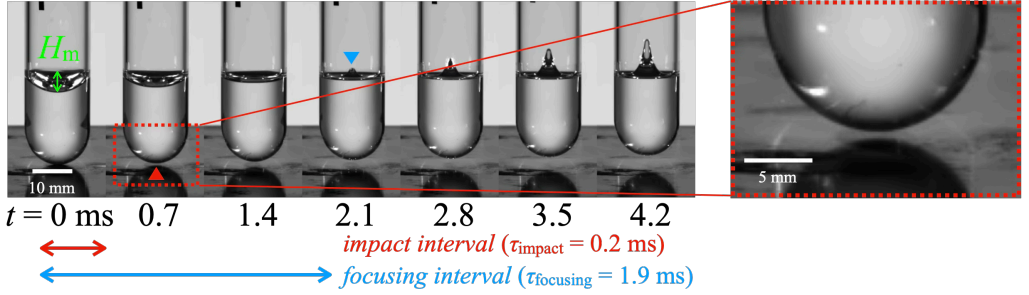 Hm
10 mm
5 mm
t = 0 ms 0.7 1.4 2.1 2.8 3.5 4.2
impact interval (τimpact = 0.2 ms)
focusing interval (τfocusing = 1.9 ms)